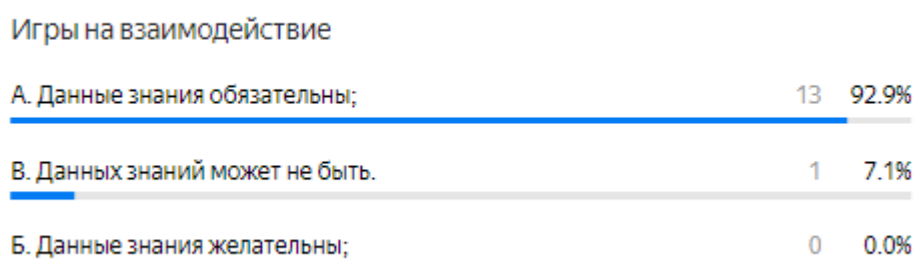 Игры на взаимодействие
А. Данные знания обязательны; 13 92.9%
В. Данных знаний может не быть. 1 7.1%
Б. Данные знания желательны; 0 0.0%